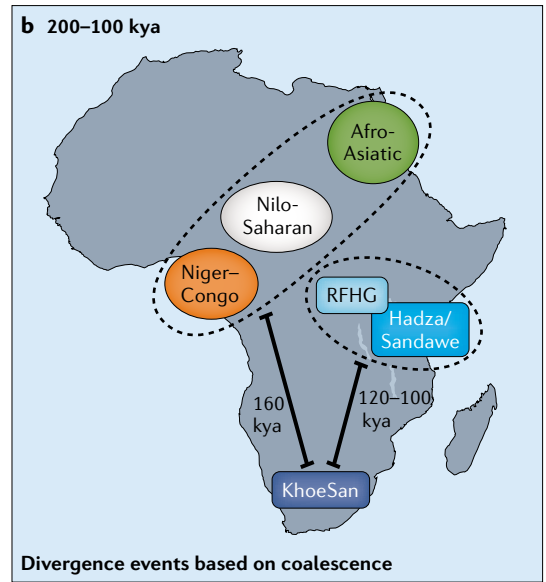 b 200–100 kya
Afro-
Asiatic
Nilo-
Saharan
Niger–
Congo
RFHG
Hadza/
Sandawe
160
kya
120–100
kya
KhoeSan
Divergence events based on coalescence